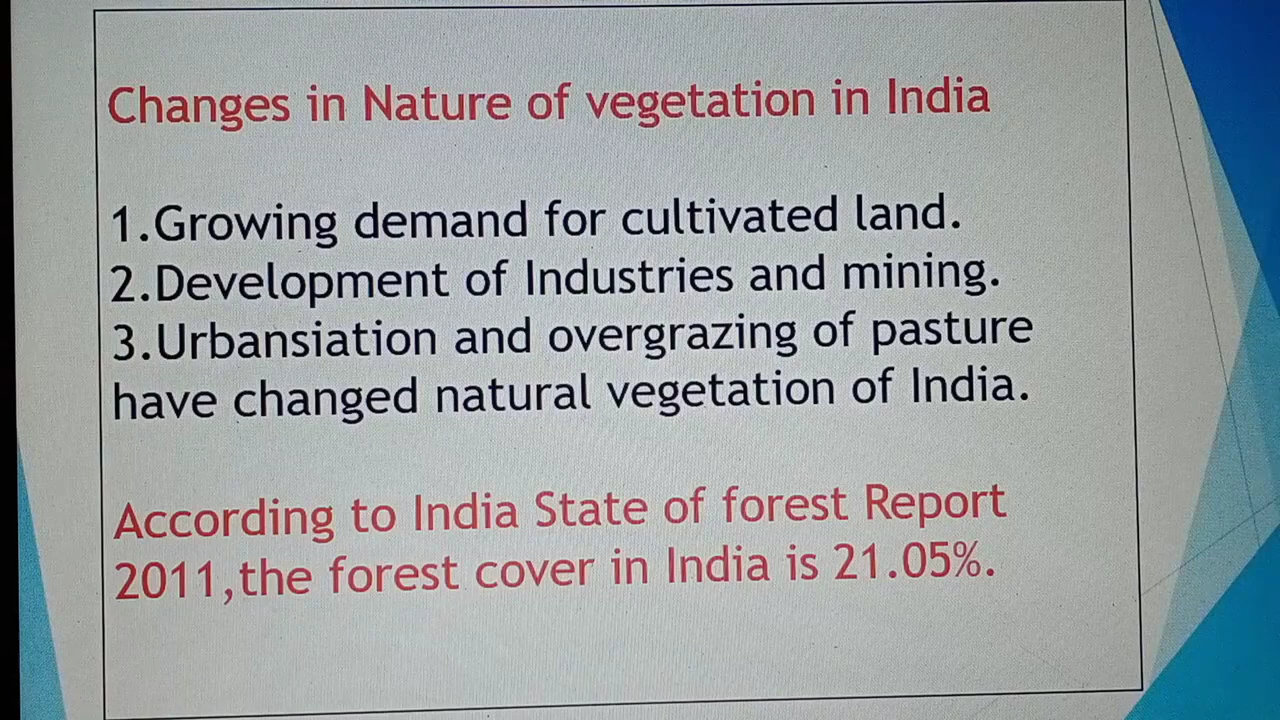 Changes in Nature of vegetation in India
1.Growing demand for cultivated land.
2.Development of Industries and mining.
3.Urbansiation and overgrazing of pasture
have changed natural vegetation of India.
According to India State of forest Report
2011,the forest cover in India is 21.05%.